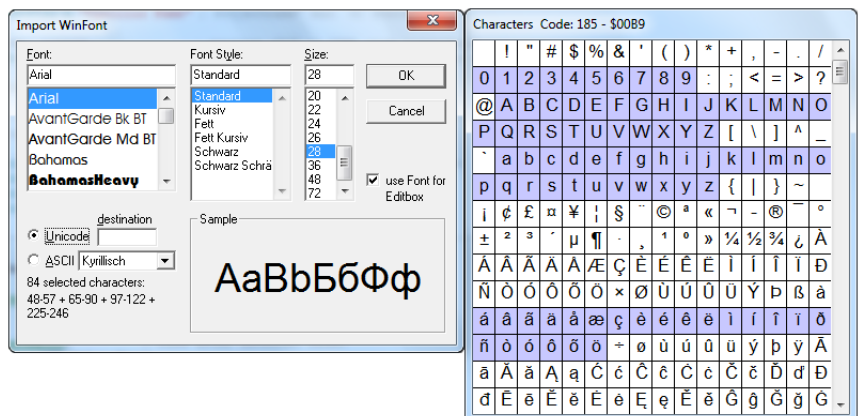 Import WinFont
Font:
Arial
Arial
AvantGarde Bk BT
AvantGarde Md BT
Bahamas
BahamasHeavy
Font Style:
Standard
Standard
Kursiv
Fett
Fett Kursiv
Schwarz
Schwarz Schrä
Size:
28
20
22
24
26
28
36
48
72
OK
Cancel
use Font for
Editbox
destination
Unicode
ASCII Kyrillisch
84 selected characters:
48-57 + 65-90 + 97-122 +
225-246
Sample
AaBbБбФф
Characters Code: 185 - $00B9
! " # $ % & ' ( ) * + , - . /
0 1 2 3 4 5 6 7 8 9 : ; < = > ?
@ A B C D E F G H I J K L M N O
P Q R S T U V W X Y Z [ \ ] ^ _
` a b c d e f g h i j k l m n o
p q r s t u v w x y z { | } ~
¡ ¢ £ ¤ ¥ ¦ § ¨ © ª « ¬ - ® ¯ °
± ² ³ ´ µ ¶ · ¸ ¹ º » ¼ ½ ¾ ¿ À
Á Â Ã Ä Å Æ Ç È É Ê Ë Ì Í Î Ï Ð
Ñ Ò Ó Ô Õ Ö × Ø Ù Ú Û Ü Ý Þ ß à
á â ã ä å æ ç è é ê ë ì í î ï ð
ñ ò ó ô õ ö ÷ ø ù ú û ü ý þ ÿ Ā
ā Ă ă Ą ą Ć ć Ĉ ĉ Ċ ċ Č č Ď ď Đ
đ Ē ē Ĕ ĕ Ė ė Ę ę Ě ě Ĝ ĝ Ğ ğ Ġ